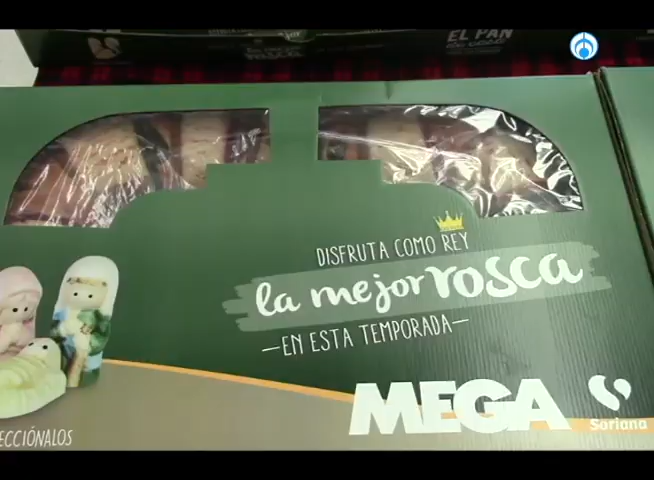 EL PAN
DISFRUTA COMO REY
la mejor rosca
—EN ESTA TEMPORADA—
MEGA
Soriana
ECCIÓNALOS